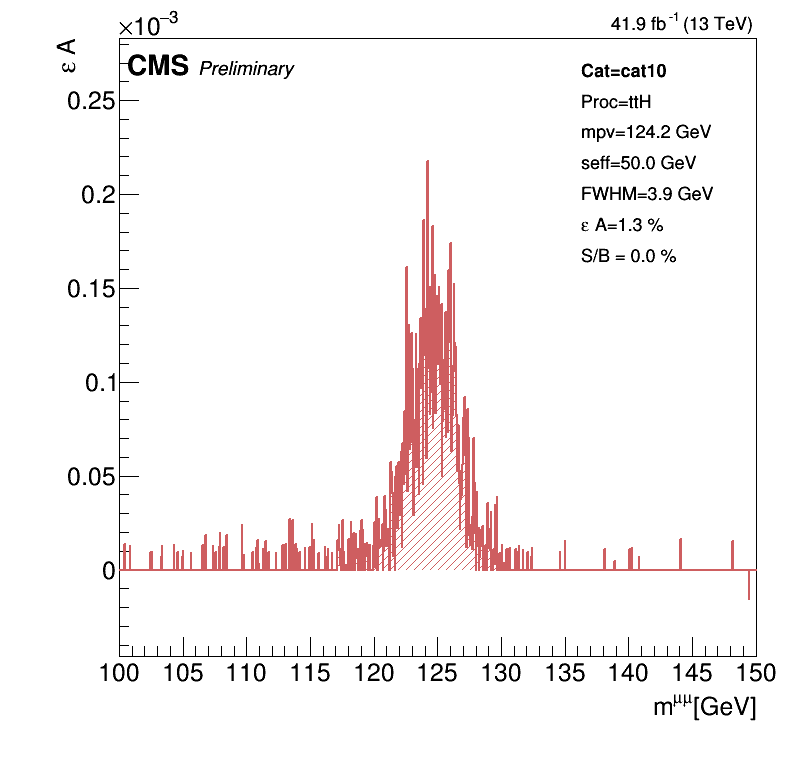 ×10⁻³
41.9 fb⁻¹ (13 TeV)
ε A
CMS Preliminary
Cat=cat10
Proc=ttH
mpv=124.2 GeV
seff=50.0 GeV
FWHM=3.9 GeV
ε A=1.3 %
S/B = 0.0 %
0.25
0.2
0.15
0.1
0.05
0
100 105 110 115 120 125 130 135 140 145 150
m^μμ[GeV]